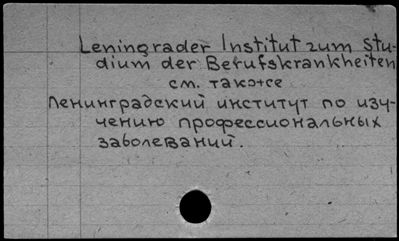 Leningrader Institut zum Stu-
dium der Berufskrankheiten
см. также
Ленинградский институт по изу-
чению профессиональных
заболеваний.